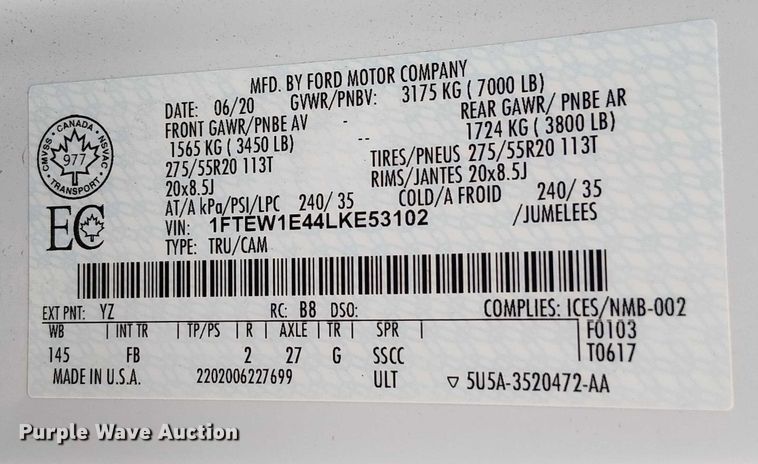 MFD. BY FORD MOTOR COMPANY
DATE: 06/20 GVWR/PNBV: 3175 KG ( 7000 LB)
FRONT GAWR/PNBE AV - REAR GAWR/ PNBE AR
1565 KG ( 3450 LB) -- 1724 KG ( 3800 LB)
275/55R20 113T TIRES/PNEUS 275/55R20 113T
20x8.5J RIMS/JANTES 20x8.5J
AT/A kPa/PSI/LPC 240/ 35 COLD/A FROID 240/ 35
VIN: 1FTEW1E44LKE53102 /JUMELEES
TYPE: TRU/CAM
CMVSS · CANADA · NSVAC
977
TRANSPORT
EC
EXT PNT: YZ RC: B8 DSO: COMPLIES: ICES/NMB-002
WB | INT TR | TP/PS | R | AXLE | TR | SPR | F0103
145 FB 2 27 G SSCC T0617
MADE IN U.S.A. 2202006227699 ULT ▽ 5U5A-3520472-AA
Purple Wave Auction